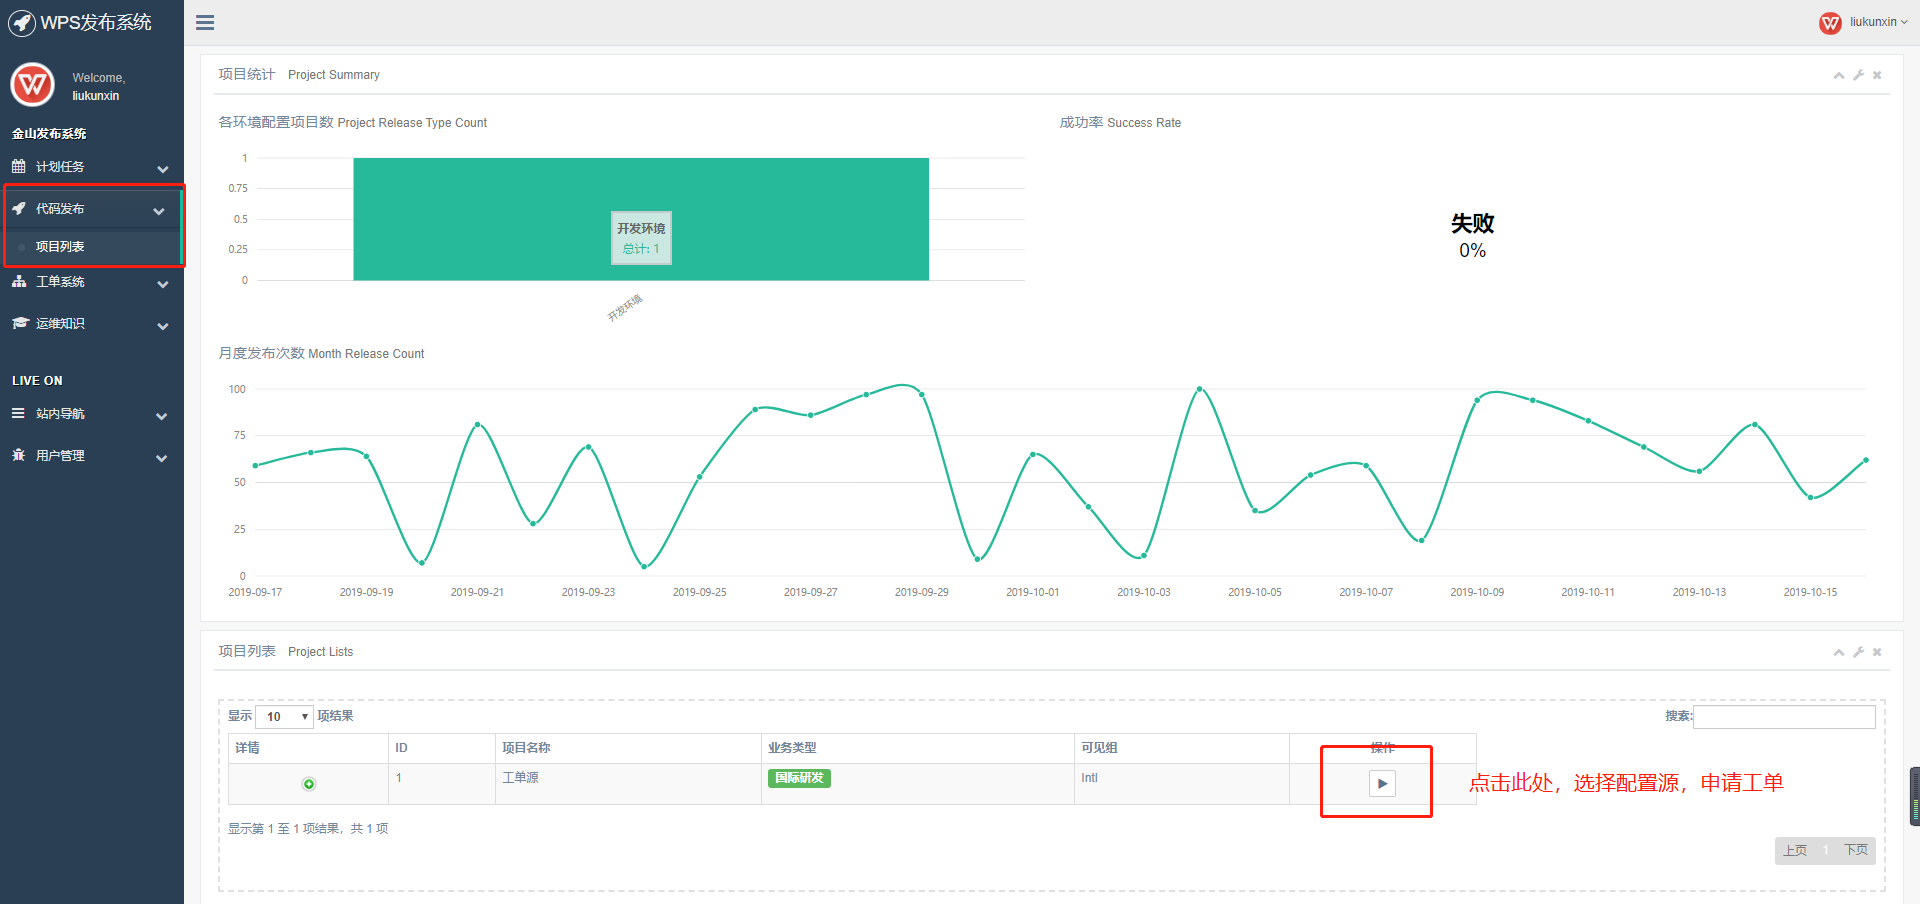 WPS发布系统
liukunxin
Welcome,
liukunxin
金山发布系统
计划任务
代码发布
项目列表
工单系统
运维知识
LIVE ON
站内导航
用户管理
项目统计 Project Summary
各环境配置项目数 Project Release Type Count
1
0.75
0.5
0.25
0
开发环境
总计: 1
开发环境
成功率 Success Rate
失败
0%
月度发布次数 Month Release Count
100
75
50
25
0
2019-09-17 2019-09-19 2019-09-21 2019-09-23 2019-09-25 2019-09-27 2019-09-29 2019-10-01 2019-10-03 2019-10-05 2019-10-07 2019-10-09 2019-10-11 2019-10-13 2019-10-15
项目列表 Project Lists
显示 10 项结果
搜索:
详情 ID 项目名称 业务类型 可见组 操作
1 工单源 国际研发 Intl
点击此处，选择配置源，申请工单
显示第 1 至 1 项结果，共 1 项
上页 1 下页